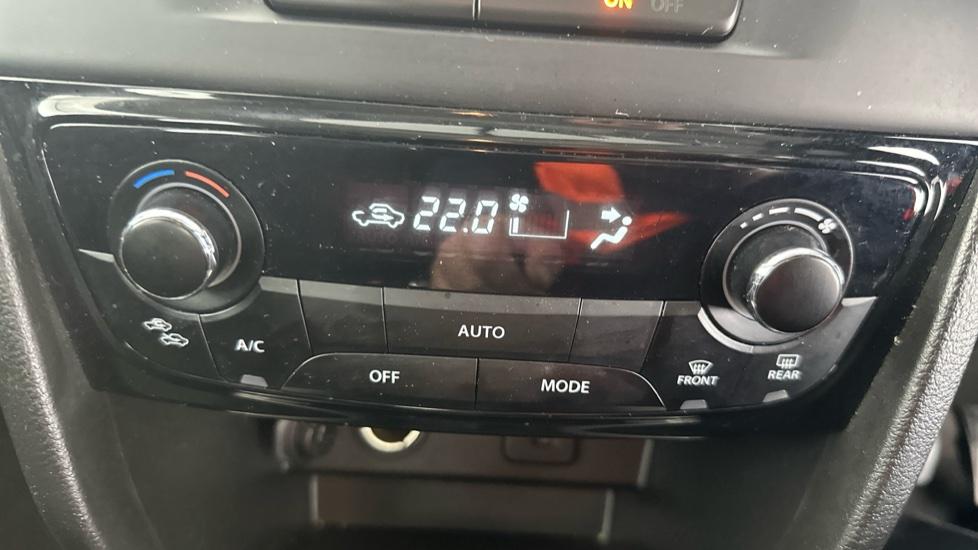 ON OFF
22.0
AUTO
A/C
OFF
MODE
FRONT
REAR